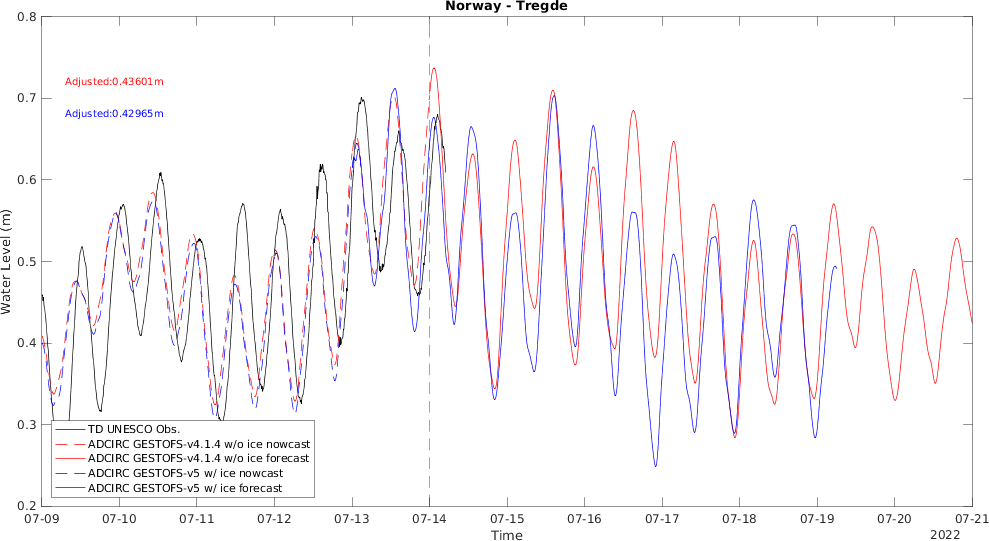 Norway - Tregde
0.8
0.7
0.6
0.5
0.4
0.3
0.2
Water Level (m)
Adjusted:0.43601m
Adjusted:0.42965m
TD UNESCO Obs.
ADCIRC GESTOFS-v4.1.4 w/o ice nowcast
ADCIRC GESTOFS-v4.1.4 w/o ice forecast
ADCIRC GESTOFS-v5 w/ ice nowcast
ADCIRC GESTOFS-v5 w/ ice forecast
07-09 07-10 07-11 07-12 07-13 07-14 07-15 07-16 07-17 07-18 07-19 07-20 07-21
Time
2022